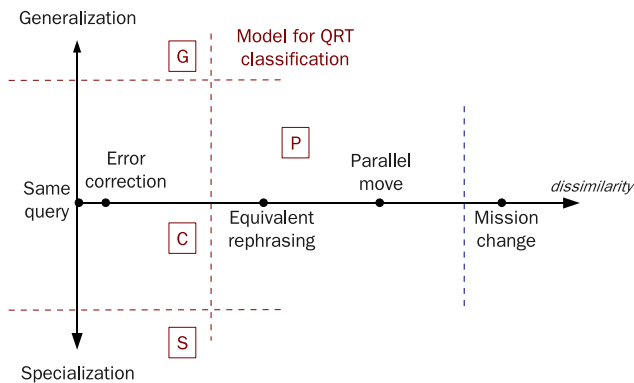 Generalization
G
Model for QRT
classification
P
Error
correction
Parallel
move
Same
query
dissimilarity
C
Equivalent
rephrasing
Mission
change
S
Specialization